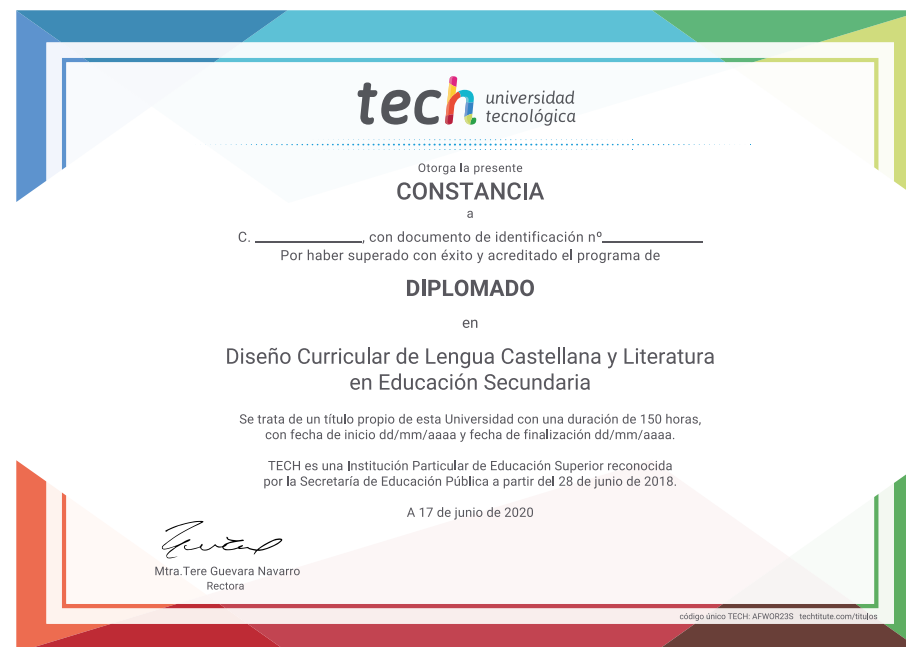 tech universidad
tecnológica
Otorga la presente
CONSTANCIA
a
C. ____________, con documento de identificación nº____________
Por haber superado con éxito y acreditado el programa de
DIPLOMADO
en
Diseño Curricular de Lengua Castellana y Literatura
en Educación Secundaria
Se trata de un título propio de esta Universidad con una duración de 150 horas,
con fecha de inicio dd/mm/aaaa y fecha de finalización dd/mm/aaaa.
TECH es una Institución Particular de Educación Superior reconocida
por la Secretaría de Educación Pública a partir del 28 de junio de 2018.
A 17 de junio de 2020
Mtra.Tere Guevara Navarro
Rectora
código único TECH: AFWOR23S techtitute.com/titulos